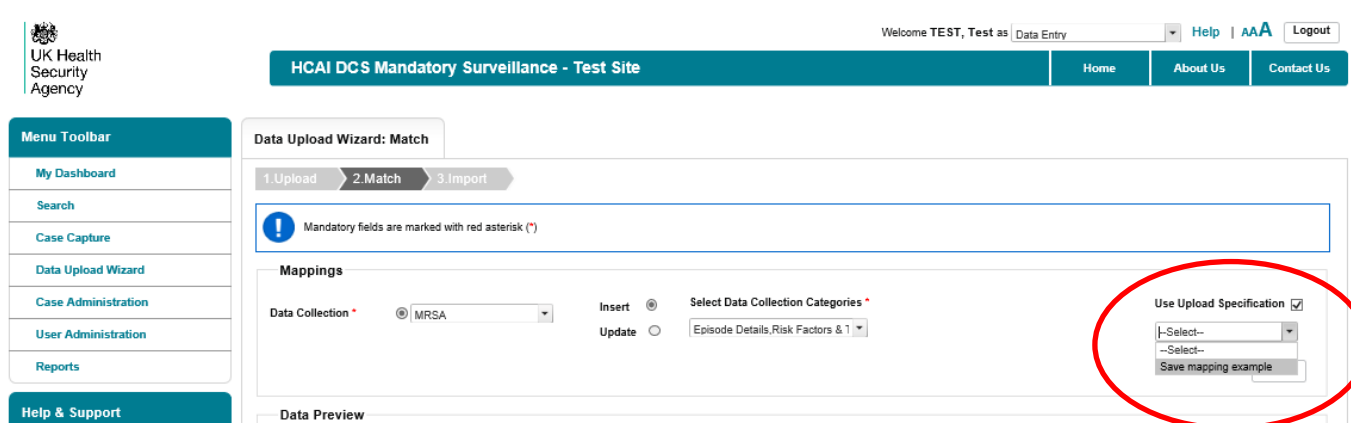 UK Health
Security
Agency
Welcome TEST, Test as Data Entry Help | AAA Logout
HCAI DCS Mandatory Surveillance - Test Site Home About Us Contact Us
Menu Toolbar
My Dashboard
Search
Case Capture
Data Upload Wizard
Case Administration
User Administration
Reports
Help & Support
Data Upload Wizard: Match
1.Upload 2.Match 3.Import
! Mandatory fields are marked with red asterisk (*)
Mappings
Data Collection * MRSA
Insert
Update
Select Data Collection Categories *
Episode Details,Risk Factors & T
Use Upload Specification
--Select--
--Select--
Save mapping example
Data Preview